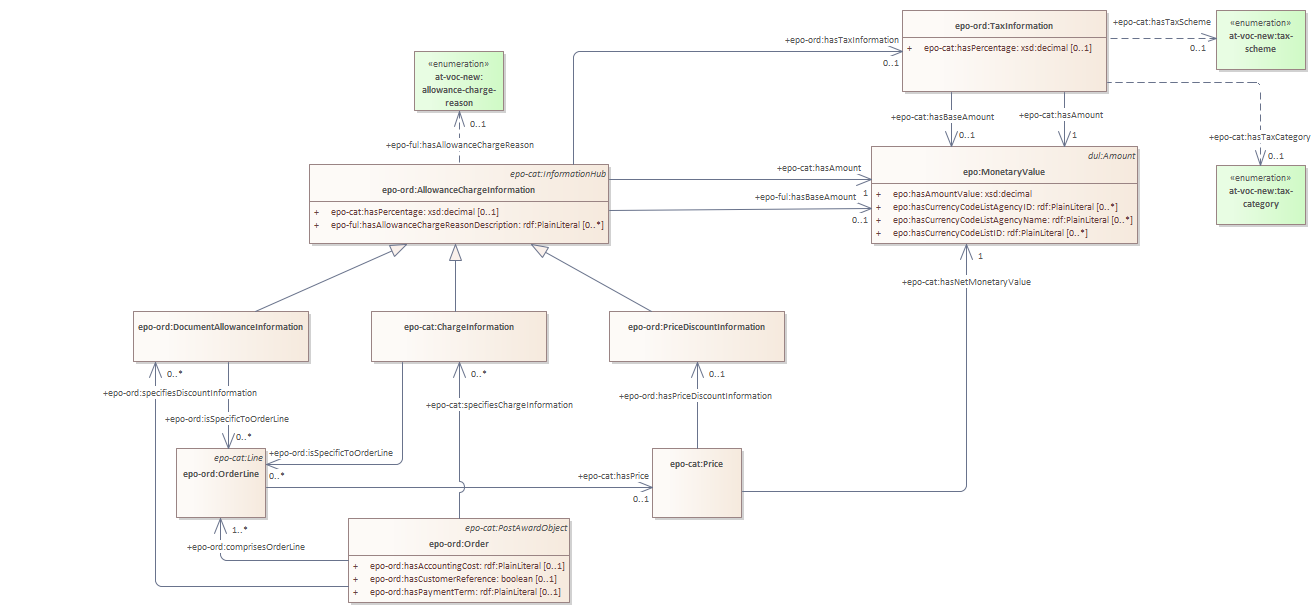 epo-ord:TaxInformation
+ epo-cat:hasPercentage: xsd:decimal [0..1]
+epo-cat:hasTaxScheme
0..1
«enumeration»
at-voc-new:tax-
scheme
+epo-ord:hasTaxInformation
0..1
«enumeration»
at-voc-new:
allowance-charge-
reason
0..1
+epo-ful:hasAllowanceChargeReason
+epo-cat:hasBaseAmount
0..1
+epo-cat:hasAmount
1
+epo-cat:hasTaxCategory
0..1
«enumeration»
at-voc-new:tax-
category
epo-cat:InformationHub
epo-ord:AllowanceChargeInformation
+ epo-cat:hasPercentage: xsd:decimal [0..1]
+ epo-ful:hasAllowanceChargeReasonDescription: rdf:PlainLiteral [0..*]
+epo-cat:hasAmount
1
+epo-ful:hasBaseAmount
0..1
dul:Amount
epo:MonetaryValue
+ epo:hasAmountValue: xsd:decimal
+ epo:hasCurrencyCodeListAgencyID: rdf:PlainLiteral [0..*]
+ epo:hasCurrencyCodeListAgencyName: rdf:PlainLiteral [0..*]
+ epo:hasCurrencyCodeListID: rdf:PlainLiteral [0..*]
1
+epo-cat:hasNetMonetaryValue
epo-ord:DocumentAllowanceInformation
epo-cat:ChargeInformation
epo-ord:PriceDiscountInformation
0..*
+epo-ord:specifiesDiscountInformation
+epo-ord:isSpecificToOrderLine
0..*
0..*
+epo-cat:specifiesChargeInformation
0..1
+epo-ord:hasPriceDiscountInformation
epo-cat:Line
epo-ord:OrderLine
+epo-ord:isSpecificToOrderLine
0..*
+epo-cat:hasPrice
0..1
epo-cat:Price
1..*
+epo-ord:comprisesOrderLine
epo-cat:PostAwardObject
epo-ord:Order
+ epo-ord:hasAccountingCost: rdf:PlainLiteral [0..1]
+ epo-ord:hasCustomerReference: boolean [0..1]
+ epo-ord:hasPaymentTerm: rdf:PlainLiteral [0..1]